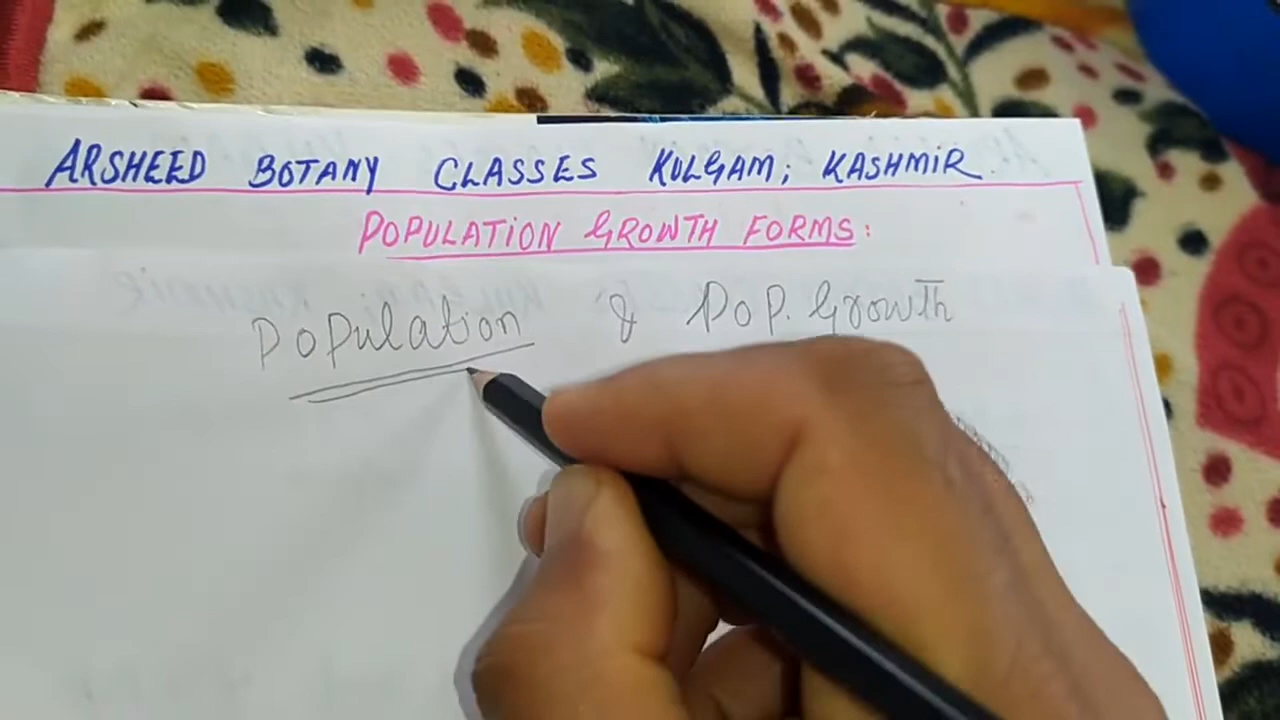 ARSHEED BOTANY CLASSES KULGAM; KASHMIR.
POPULATION GROWTH FORMS:
Population & Pop. Growth